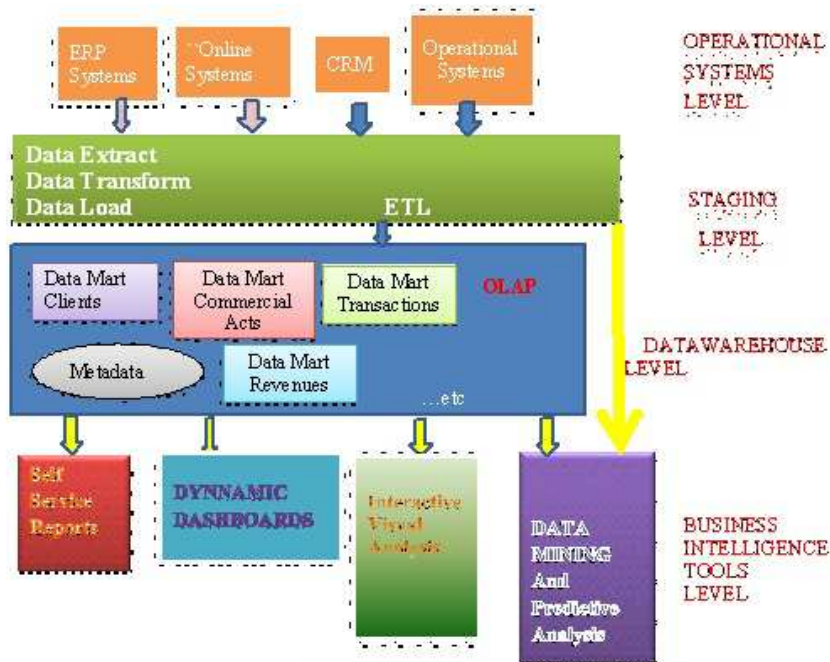 ERP
Systems
``Online
Systems
CRM
Operational
Systems
OPERATIONAL
SYSTEMS
LEVEL
Data Extract
Data Transform
Data Load ETL
STAGING
LEVEL
Data Mart
Clients
Data Mart
Commercial
Acts
Data Mart
Transactions
OLAP
Metadata
Data Mart
Revenues
...etc
DATAWAREHOUSE
LEVEL
Self
Service
Reports
DYNNAMIC
DASHBOARDS
Interactive
Visual
Analysis
DATA
MINING
And
Predictive
Analysis
BUSINESS
INTELLIGENCE
TOOLS
LEVEL